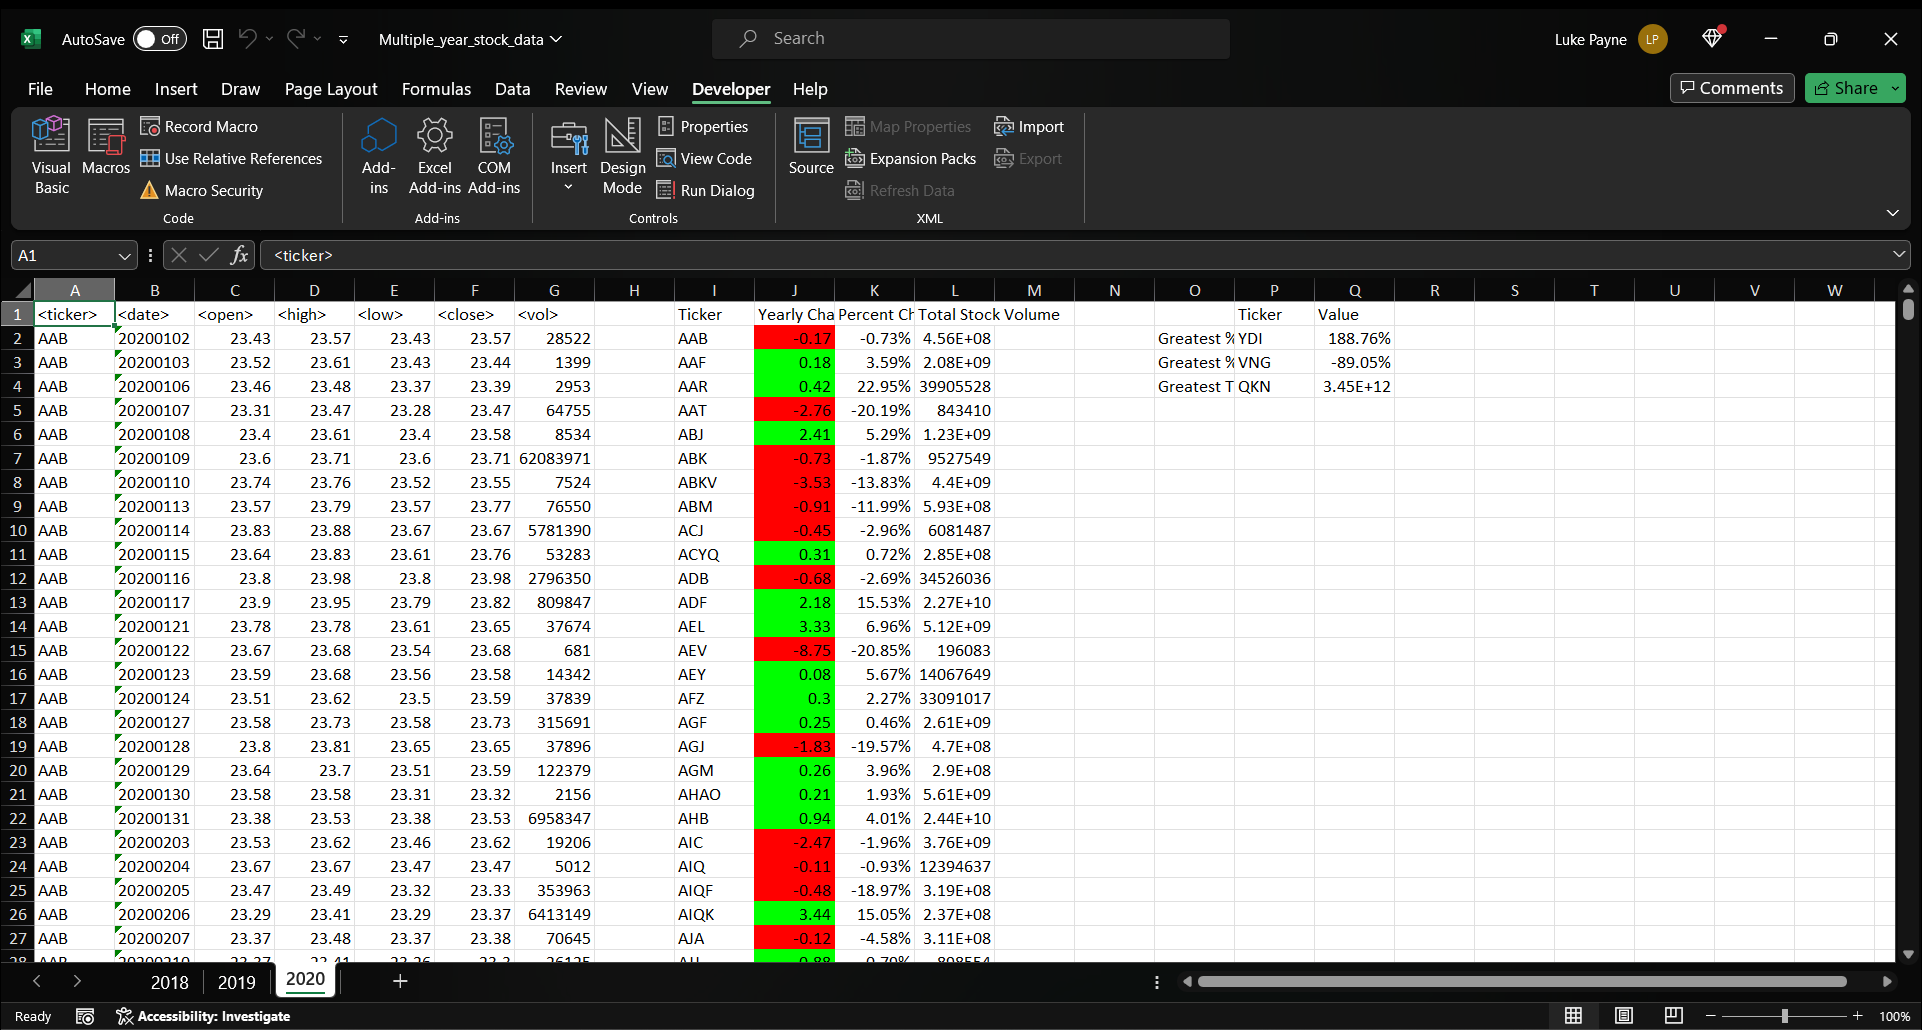 AutoSave Off Multiple_year_stock_data Search Luke Payne LP
File Home Insert Draw Page Layout Formulas Data Review View Developer Help Comments Share
Visual Basic Macros Record Macro Use Relative References Macro Security Code
Add-ins Excel Add-ins COM Add-ins Add-ins
Insert Design Mode Properties View Code Run Dialog Controls
Source Map Properties Expansion Packs Refresh Data Import Export XML
A1 fx <ticker>
A B C D E F G H I J K L M N O P Q R S T U V W
1 <ticker> <date> <open> <high> <low> <close> <vol> Ticker Yearly Cha Percent Ch Total Stock Volume Ticker Value
2 AAB 20200102 23.43 23.57 23.43 23.57 28522 AAB -0.17 -0.73% 4.56E+08 Greatest % YDI 188.76%
3 AAB 20200103 23.52 23.61 23.43 23.44 1399 AAF 0.18 3.59% 2.08E+09 Greatest % VNG -89.05%
4 AAB 20200106 23.46 23.48 23.37 23.39 2953 AAR 0.42 22.95% 39905528 Greatest T QKN 3.45E+12
5 AAB 20200107 23.31 23.47 23.28 23.47 64755 AAT -2.76 -20.19% 843410
6 AAB 20200108 23.4 23.61 23.4 23.58 8534 ABJ 2.41 5.29% 1.23E+09
7 AAB 20200109 23.6 23.71 23.6 23.71 62083971 ABK -0.73 -1.87% 9527549
8 AAB 20200110 23.74 23.76 23.52 23.55 7524 ABKV -3.53 -13.83% 4.4E+09
9 AAB 20200113 23.57 23.79 23.57 23.77 76550 ABM -0.91 -11.99% 5.93E+08
10 AAB 20200114 23.83 23.88 23.67 23.67 5781390 ACJ -0.45 -2.96% 6081487
11 AAB 20200115 23.64 23.83 23.61 23.76 53283 ACYQ 0.31 0.72% 2.85E+08
12 AAB 20200116 23.8 23.98 23.8 23.98 2796350 ADB -0.68 -2.69% 34526036
13 AAB 20200117 23.9 23.95 23.79 23.82 809847 ADF 2.18 15.53% 2.27E+10
14 AAB 20200121 23.78 23.78 23.61 23.65 37674 AEL 3.33 6.96% 5.12E+09
15 AAB 20200122 23.67 23.68 23.54 23.68 681 AEV -8.75 -20.85% 196083
16 AAB 20200123 23.59 23.68 23.56 23.58 14342 AEY 0.08 5.67% 14067649
17 AAB 20200124 23.51 23.62 23.5 23.59 37839 AFZ 0.3 2.27% 33091017
18 AAB 20200127 23.58 23.73 23.58 23.73 315691 AGF 0.25 0.46% 2.61E+09
19 AAB 20200128 23.8 23.81 23.65 23.65 37896 AGJ -1.83 -19.57% 4.7E+08
20 AAB 20200129 23.64 23.7 23.51 23.59 122379 AGM 0.26 3.96% 2.9E+08
21 AAB 20200130 23.58 23.58 23.31 23.32 2156 AHAO 0.21 1.93% 5.61E+09
22 AAB 20200131 23.38 23.53 23.38 23.53 6958347 AHB 0.94 4.01% 2.44E+10
23 AAB 20200203 23.53 23.62 23.46 23.62 19206 AIC -2.47 -1.96% 3.76E+09
24 AAB 20200204 23.67 23.67 23.47 23.47 5012 AIQ -0.11 -0.93% 12394637
25 AAB 20200205 23.47 23.49 23.32 23.33 353963 AIQF -0.48 -18.97% 3.19E+08
26 AAB 20200206 23.29 23.41 23.29 23.37 6413149 AIQK 3.44 15.05% 2.37E+08
27 AAB 20200207 23.37 23.48 23.37 23.38 70645 AJA -0.12 -4.58% 3.11E+08
28 AAB 20200210
2018 2019 2020
Ready Accessibility: Investigate 100%